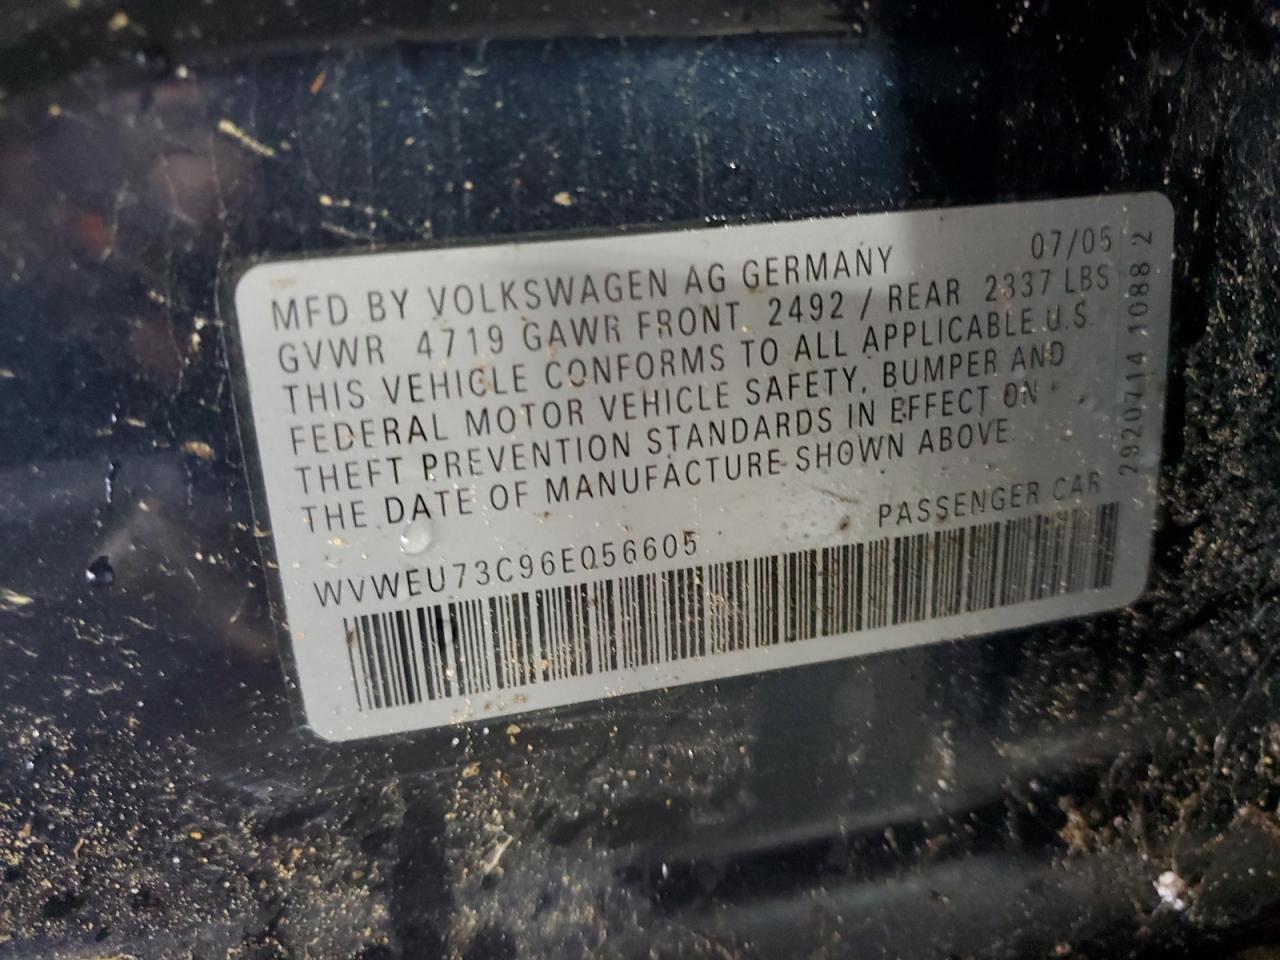 MFD BY VOLKSWAGEN AG GERMANY 07/05
GVWR 4719 GAWR FRONT 2492 / REAR 2337 LBS
THIS VEHICLE CONFORMS TO ALL APPLICABLE U.S.
FEDERAL MOTOR VEHICLE SAFETY, BUMPER AND
THEFT PREVENTION STANDARDS IN EFFECT ON
THE DATE OF MANUFACTURE SHOWN ABOVE.
PASSENGER CAR
WVWEU73C96E056605
2920714 10882